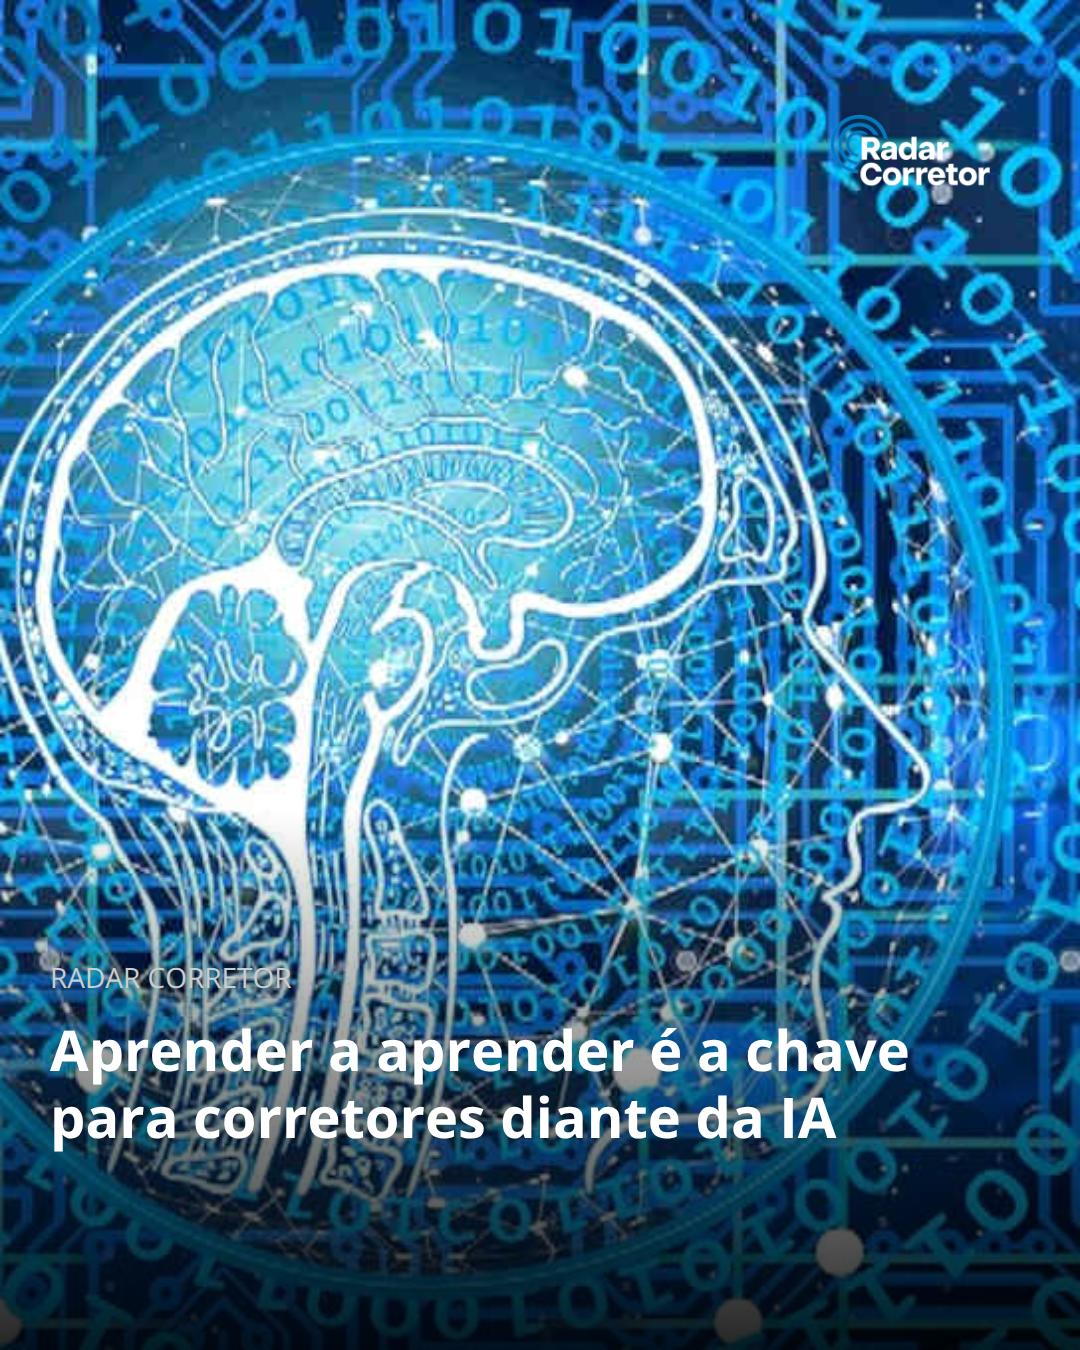 Radar
Corretor
RADAR CORRETOR
Aprender a aprender é a chave
para corretores diante da IA